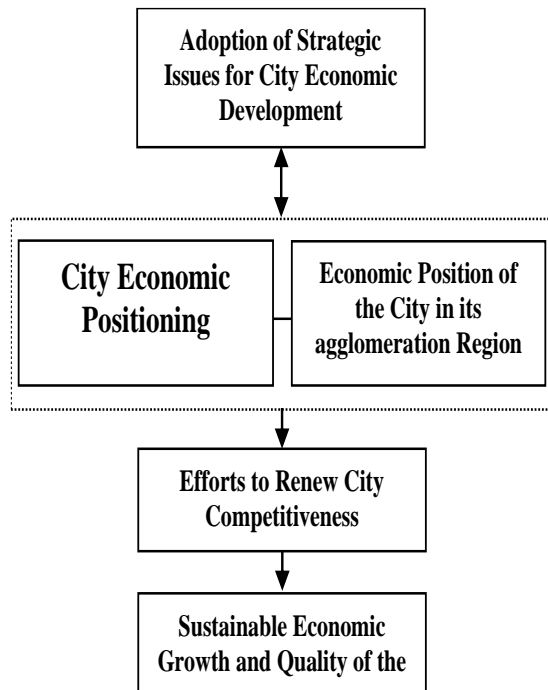 Adoption of Strategic
Issues for City Economic
Development
City Economic
Positioning
Economic Position of
the City in its
agglomeration Region
Efforts to Renew City
Competitiveness
Sustainable Economic
Growth and Quality of the